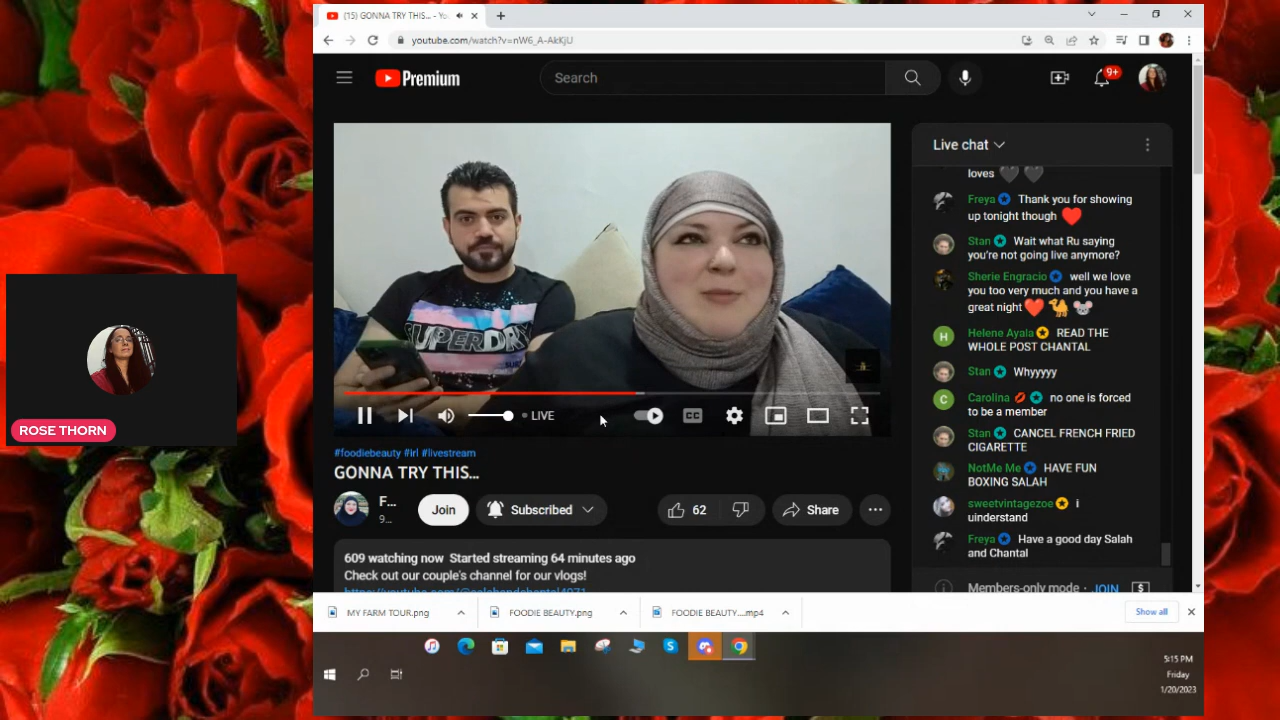 (15) GONNA TRY THIS... - Yo
youtube.com/watch?v=nW6_A-AkKjU
Premium
Search
9+
Live chat
loves
Freya Thank you for showing
up tonight though
Stan Wait what Ru saying
you're not going live anymore?
Sherie Engracio well we love
you too very much and you have a
great night
H
Helene Ayala READ THE
WHOLE POST CHANTAL
Stan Whyyyyy
C
Carolina no one is forced
to be a member
Stan CANCEL FRENCH FRIED
CIGARETTE
NotMe Me HAVE FUN
BOXING SALAH
sweetvintagezoe i
uinderstand
Freya Have a good day Salah
and Chantal
Members-only mode · JOIN
SUPERDRY
LIVE
CC
ROSE THORN
#foodiebeauty #irl #livestream
GONNA TRY THIS...
F...
9...
Join
Subscribed
62
Share
609 watching now Started streaming 64 minutes ago
Check out our couple's channel for our vlogs!
https://youtube.com/@salahandchantal4071
MY FARM TOUR.png
FOODIE BEAUTY.png
FOODIE BEAUTY....mp4
Show all
5:15 PM
Friday
1/20/2023